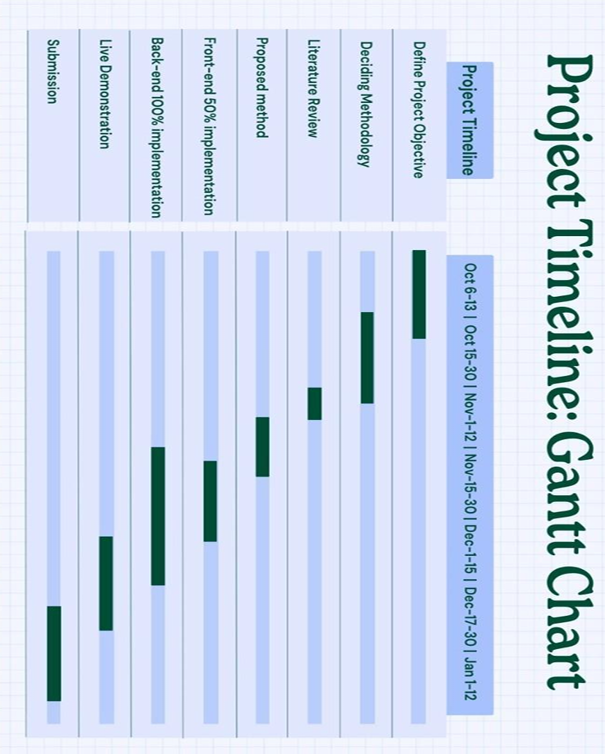 Project Timeline: Gantt Chart
Project Timeline
Oct 6-13 | Oct 15-30 | Nov-1-12 | Nov-15-30 | Dec-1-15 | Dec-17-30 | Jan 1-12
Define Project Objective
Deciding Methodology
Literature Review
Proposed method
Front-end 50% implementation
Back-end 100% implementation
Live Demonstration
Submission